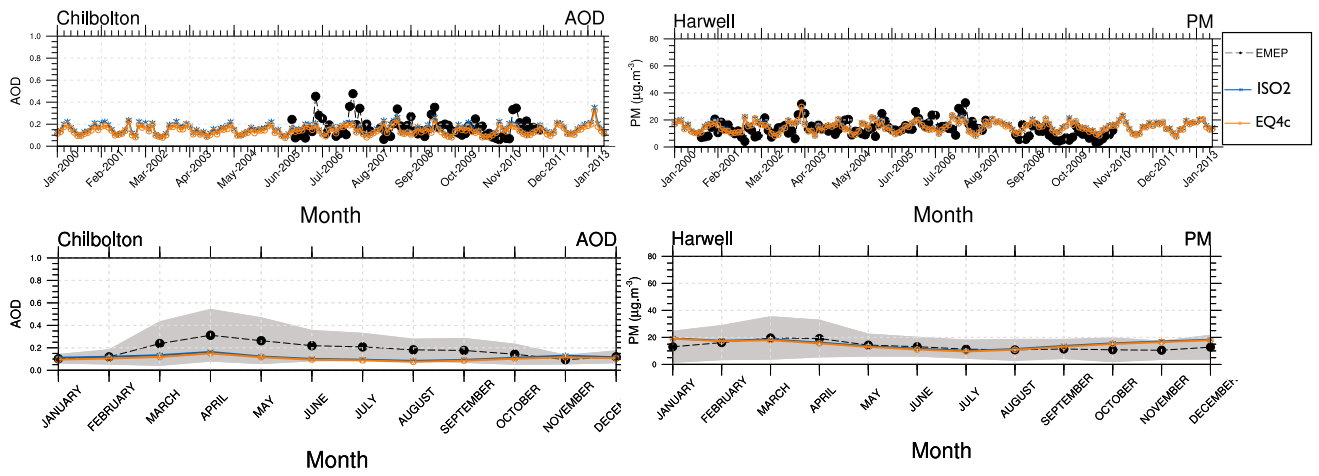 Chilbolton AOD
1.0
0.8
0.6
0.4
0.2
0.0
AOD
Jan-2000 Feb-2001 Mar-2002 Apr-2003 May-2004 Jun-2005 Jul-2006 Aug-2007 Sep-2008 Oct-2009 Nov-2010 Dec-2011 Jan-2013
Month
Harwell PM
80
60
40
20
0
PM (µg.m⁻³)
Jan-2000 Feb-2001 Mar-2002 Apr-2003 May-2004 Jun-2005 Jul-2006 Aug-2007 Sep-2008 Oct-2009 Nov-2010 Dec-2011 Jan-2013
Month
EMEP
ISO2
EQ4c
Chilbolton AOD
1.0
0.8
0.6
0.4
0.2
0.0
AOD
JANUARY FEBRUARY MARCH APRIL MAY JUNE JULY AUGUST SEPTEMBER OCTOBER NOVEMBER DECE
Month
Harwell PM
80
60
40
20
0
PM (µg.m⁻³)
JANUARY FEBRUARY MARCH APRIL MAY JUNE JULY AUGUST SEPTEMBER OCTOBER NOVEMBER DECEMBER
Month